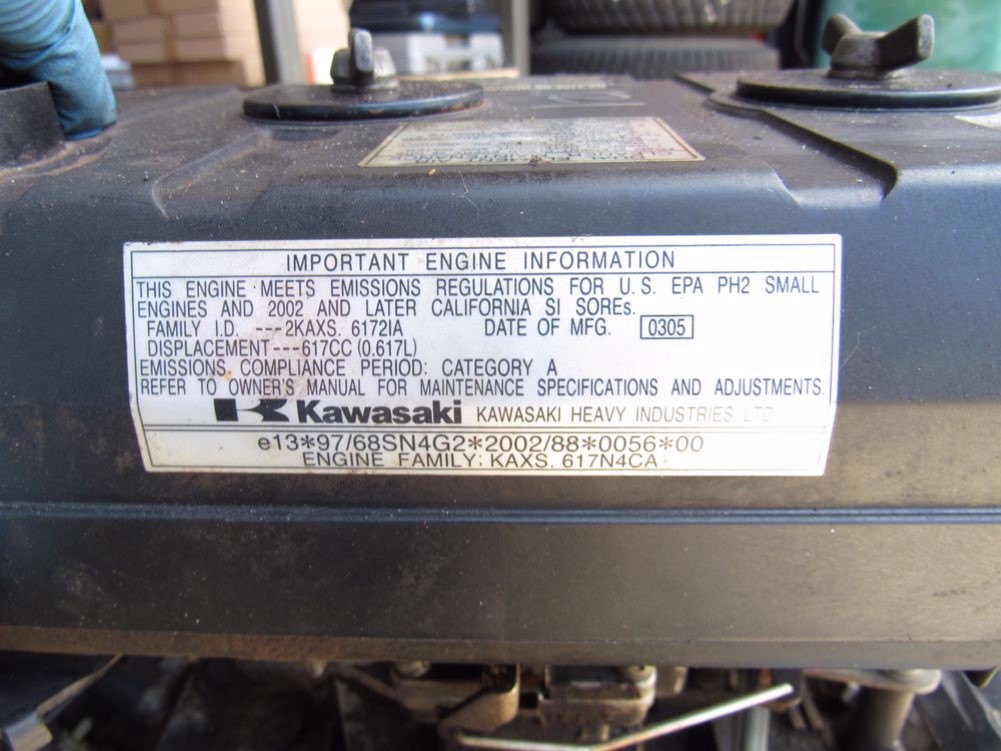 IMPORTANT ENGINE INFORMATION
THIS ENGINE MEETS EMISSIONS REGULATIONS FOR U.S. EPA PH2 SMALL
ENGINES AND 2002 AND LATER CALIFORNIA SI SOREs.
FAMILY I.D. ---2KAXS. 6172IA DATE OF MFG. 0305
DISPLACEMENT---617CC (0.617L)
EMISSIONS COMPLIANCE PERIOD: CATEGORY A
REFER TO OWNER'S MANUAL FOR MAINTENANCE SPECIFICATIONS AND ADJUSTMENTS
Kawasaki KAWASAKI HEAVY INDUSTRIES LTD
e13*97/68SN4G2*2002/88*0056*00
ENGINE FAMILY: KAXS. 617N4CA